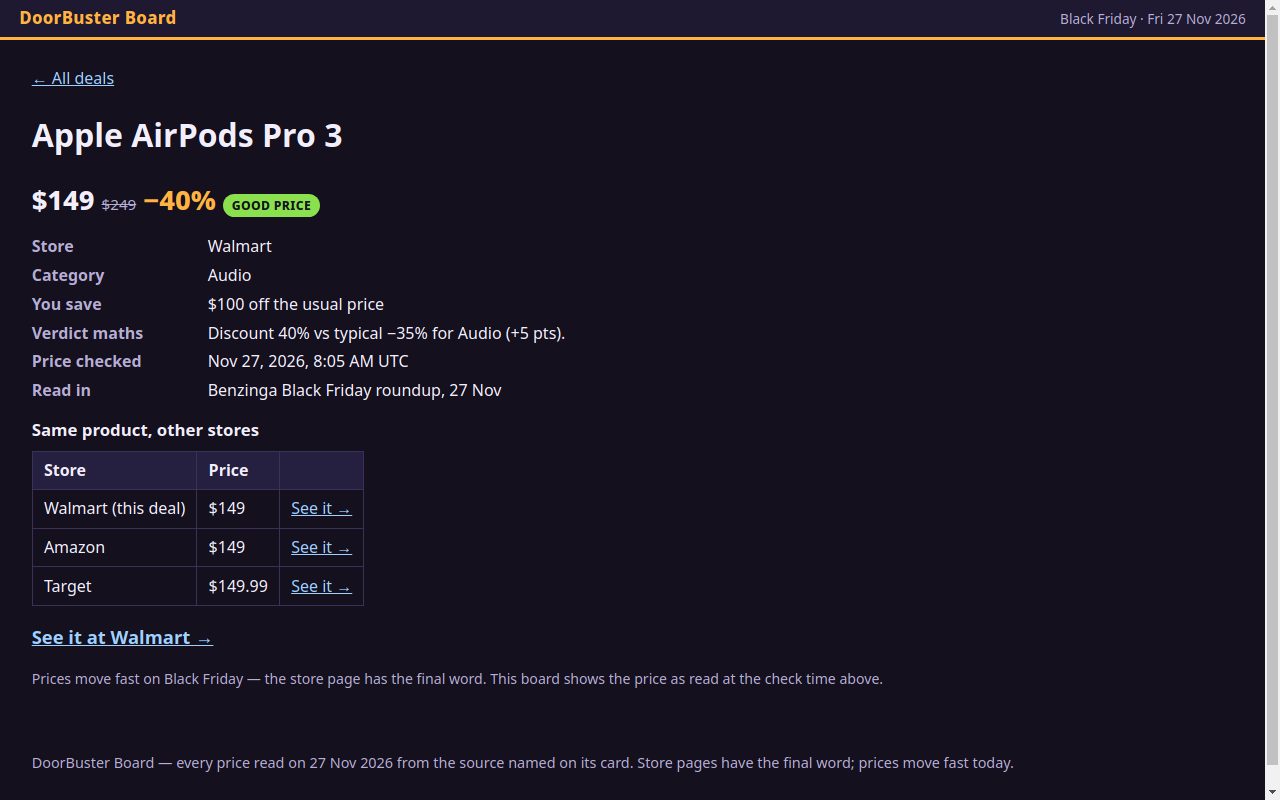 DoorBuster Board
Black Friday · Fri 27 Nov 2026
← All deals
Apple AirPods Pro 3
$149 $249 −40% GOOD PRICE
Store Walmart
Category Audio
You save $100 off the usual price
Verdict maths Discount 40% vs typical −35% for Audio (+5 pts).
Price checked Nov 27, 2026, 8:05 AM UTC
Read in Benzinga Black Friday roundup, 27 Nov
Same product, other stores
Store Price
Walmart (this deal) $149 See it →
Amazon $149 See it →
Target $149.99 See it →
See it at Walmart →
Prices move fast on Black Friday — the store page has the final word. This board shows the price as read at the check time above.
DoorBuster Board — every price read on 27 Nov 2026 from the source named on its card. Store pages have the final word; prices move fast today.